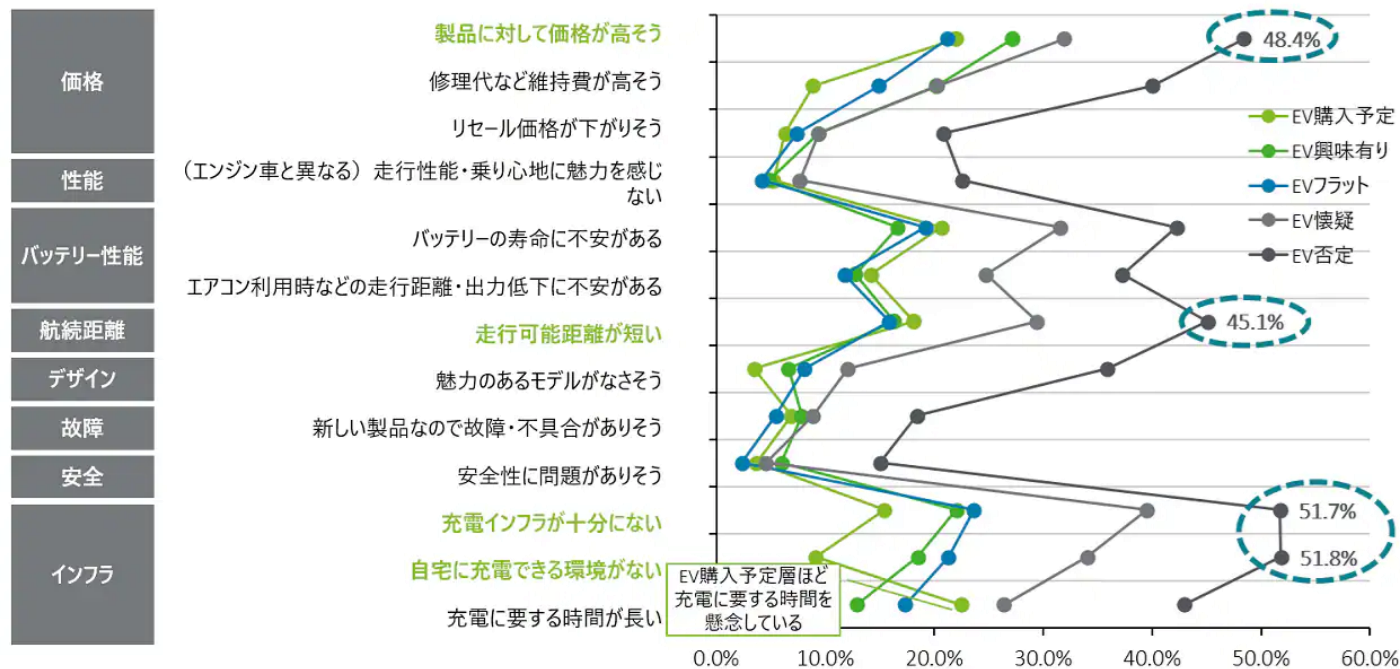 価格
製品に対して価格が高そう
修理代など維持費が高そう
リセール価格が下がりそう
性能
（エンジン車と異なる）走行性能・乗り心地に魅力を感じ
ない
バッテリー性能
バッテリーの寿命に不安がある
エアコン利用時などの走行距離・出力低下に不安がある
航続距離
走行可能距離が短い
デザイン
魅力のあるモデルがなさそう
故障
新しい製品なので故障・不具合がありそう
安全
安全性に問題がありそう
インフラ
充電インフラが十分にない
自宅に充電できる環境がない
充電に要する時間が長い
48.4%
45.1%
51.7%
51.8%
EV購入予定
EV興味有り
EVフラット
EV懐疑
EV否定
EV購入予定層ほど
充電に要する時間を
懸念している
0.0%
10.0%
20.0%
30.0%
40.0%
50.0%
60.0%